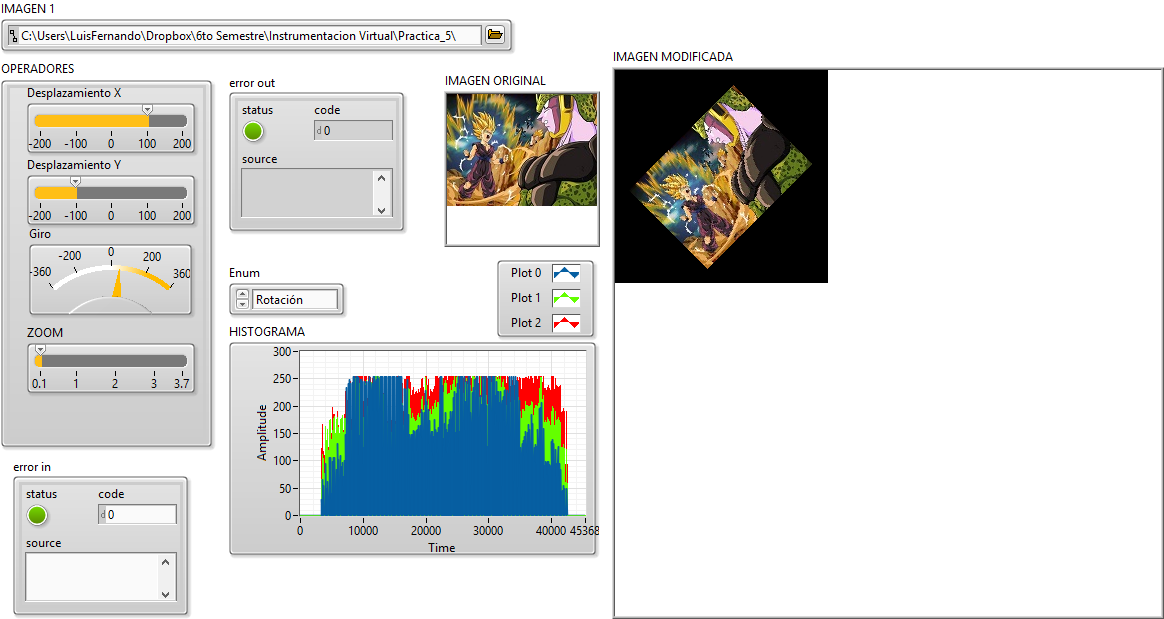 IMAGEN 1
C:\Users\LuisFernando\Dropbox\6to Semestre\Instrumentacion Virtual\Practica_5\
OPERADORES
Desplazamiento X
-200 -100 0 100 200
Desplazamiento Y
-200 -100 0 100 200
Giro
-360 -200 0 200 360
ZOOM
0.1 1 2 3 3.7
error in
status code
d 0
source
error out
status code
d 0
source
Enum
Rotación
IMAGEN ORIGINAL
Plot 0
Plot 1
Plot 2
HISTOGRAMA
300
250
200
150
100
50
0
Amplitude
0 10000 20000 30000 40000 45368
Time
IMAGEN MODIFICADA